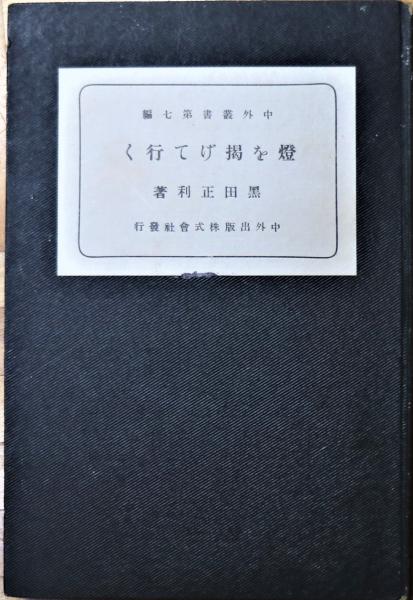 中外叢書第七編
燈を掲げて行く
黒田正利著
中外出版株式會社發行